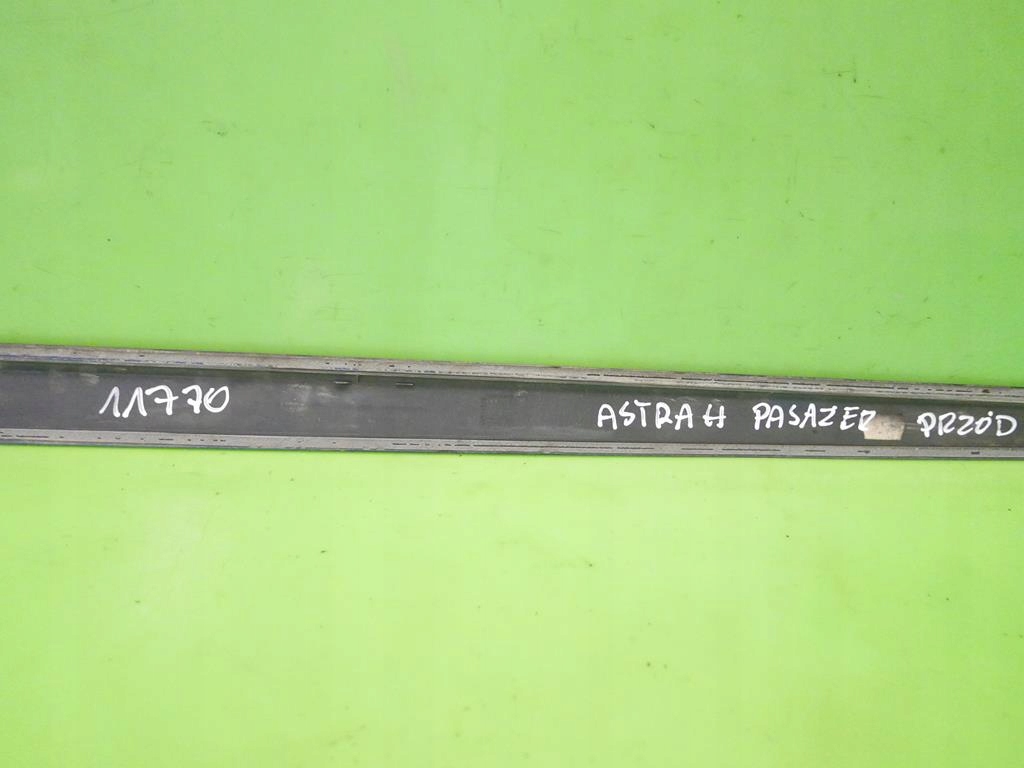 11770 ASTRA H PASAZER PRZÓD